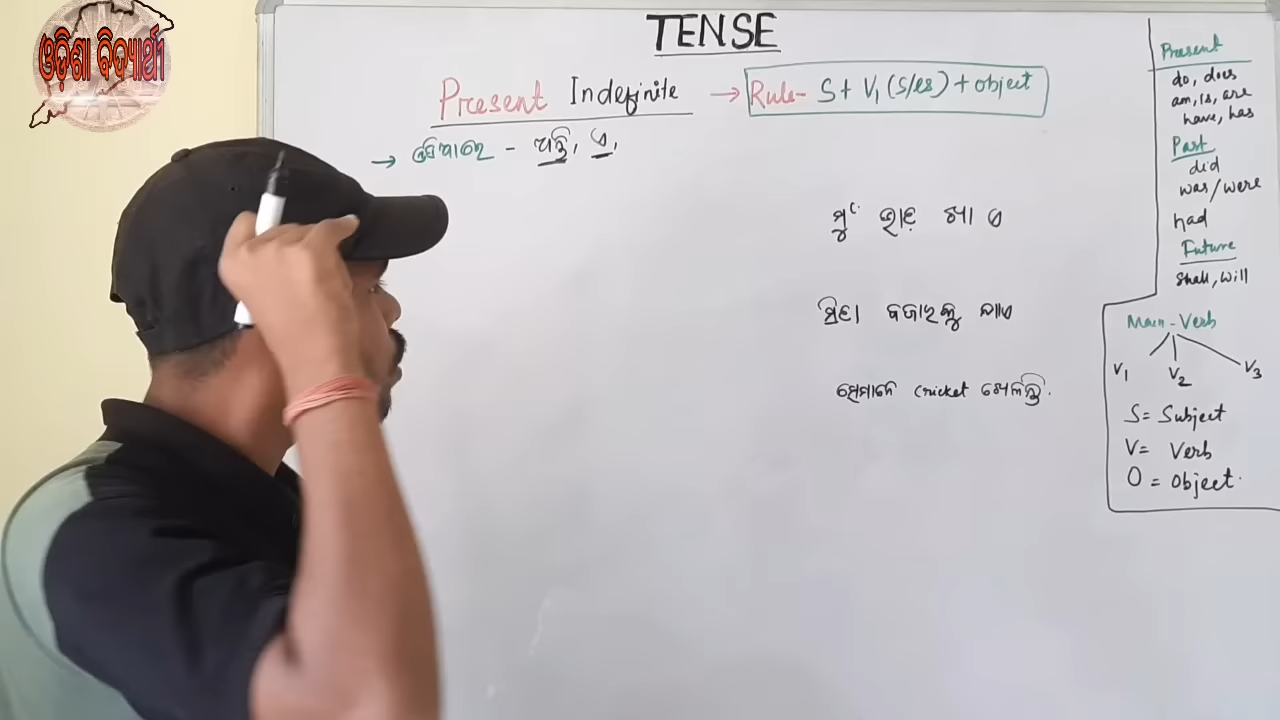 ଓଡ଼ିଶା ବିଦ୍ୟାର୍ଥୀ
TENSE
Present Indefinite → Rule- S + V₁ (s/es) + object
→ - ଅନ୍ତି, ଏ,
ମୁଁ ଭାତ ଖାଏ
ମିନା ବଜାରକୁ ଯାଏ
ସେମାନେ cricket ଖେଳନ୍ତି.
Present
do, does
am, is, are
have, has
Past
did
was/were
had
Future
Shall, Will
Main-Verb
V₁ V₂ V₃
S = Subject
V = Verb
O = Object.